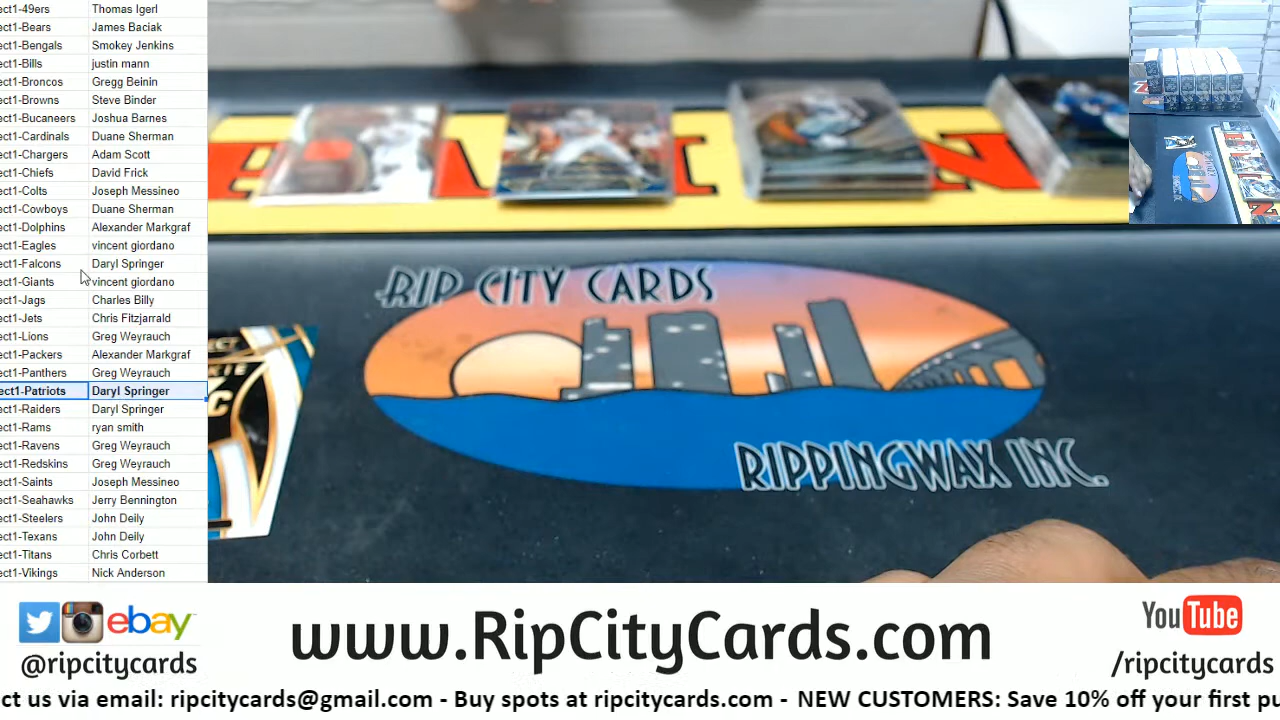 ect1-49ers Thomas Igerl
ect1-Bears James Baciak
ect1-Bengals Smokey Jenkins
ect1-Bills justin mann
ect1-Broncos Gregg Beinin
ect1-Browns Steve Binder
ect1-Bucaneers Joshua Barnes
ect1-Cardinals Duane Sherman
ect1-Chargers Adam Scott
ect1-Chiefs David Frick
ect1-Colts Joseph Messineo
ect1-Cowboys Duane Sherman
ect1-Dolphins Alexander Markgraf
ect1-Eagles vincent giordano
ect1-Falcons Daryl Springer
ect1-Giants vincent giordano
ect1-Jags Charles Billy
ect1-Jets Chris Fitzjarrald
ect1-Lions Greg Weyrauch
ect1-Packers Alexander Markgraf
ect1-Panthers Greg Weyrauch
ect1-Patriots Daryl Springer
ect1-Raiders Daryl Springer
ect1-Rams ryan smith
ect1-Ravens Greg Weyrauch
ect1-Redskins Greg Weyrauch
ect1-Saints Joseph Messineo
ect1-Seahawks Jerry Bennington
ect1-Steelers John Deily
ect1-Texans John Deily
ect1-Titans Chris Corbett
ect1-Vikings Nick Anderson
RIP CITY CARDS
RIPPINGWAX INC.
ebay
@ripcitycards
www.RipCityCards.com
YouTube
/ripcitycards
ct us via email: ripcitycards@gmail.com - Buy spots at ripcitycards.com - NEW CUSTOMERS: Save 10% off your first pu